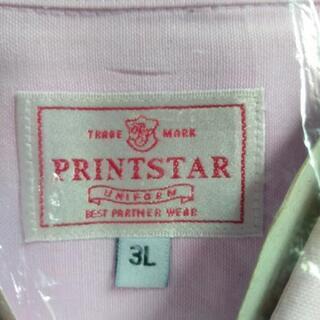 TRADE MARK
PRINTSTAR
UNIFORM
BEST PARTNER WEAR
3L